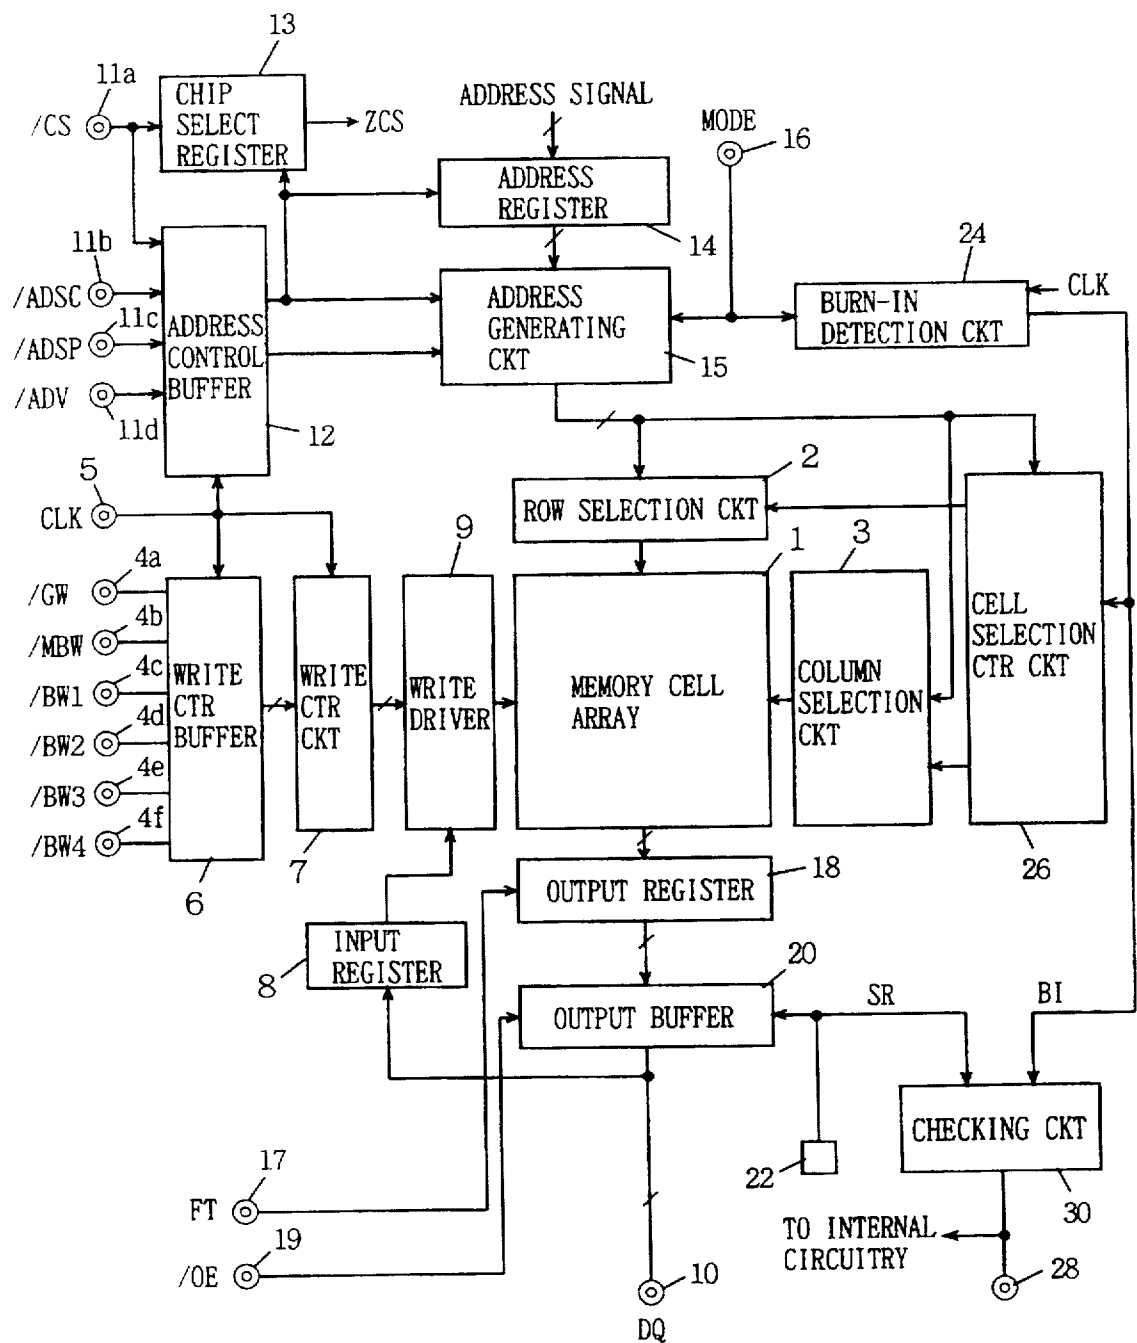 13
11a
/CS
CHIP
SELECT
REGISTER
ZCS
ADDRESS SIGNAL
MODE
16
ADDRESS
REGISTER
14
11b
/ADSC
11c
/ADSP
/ADV
11d
ADDRESS
CONTROL
BUFFER
12
ADDRESS
GENERATING
CKT
15
24
BURN-IN
DETECTION CKT
CLK
5
CLK
2
ROW SELECTION CKT
9
1
3
4a
/GW
4b
/MBW
4c
/BW1
4d
/BW2
4e
/BW3
4f
/BW4
WRITE
CTR
BUFFER
6
WRITE
CTR
CKT
7
WRITE
DRIVER
MEMORY CELL
ARRAY
COLUMN
SELECTION
CKT
CELL
SELECTION
CTR CKT
26
18
OUTPUT REGISTER
INPUT
REGISTER
8
20
OUTPUT BUFFER
SR
BI
CHECKING CKT
22
30
17
FT
19
/OE
TO INTERNAL
CIRCUITRY
10
DQ
28